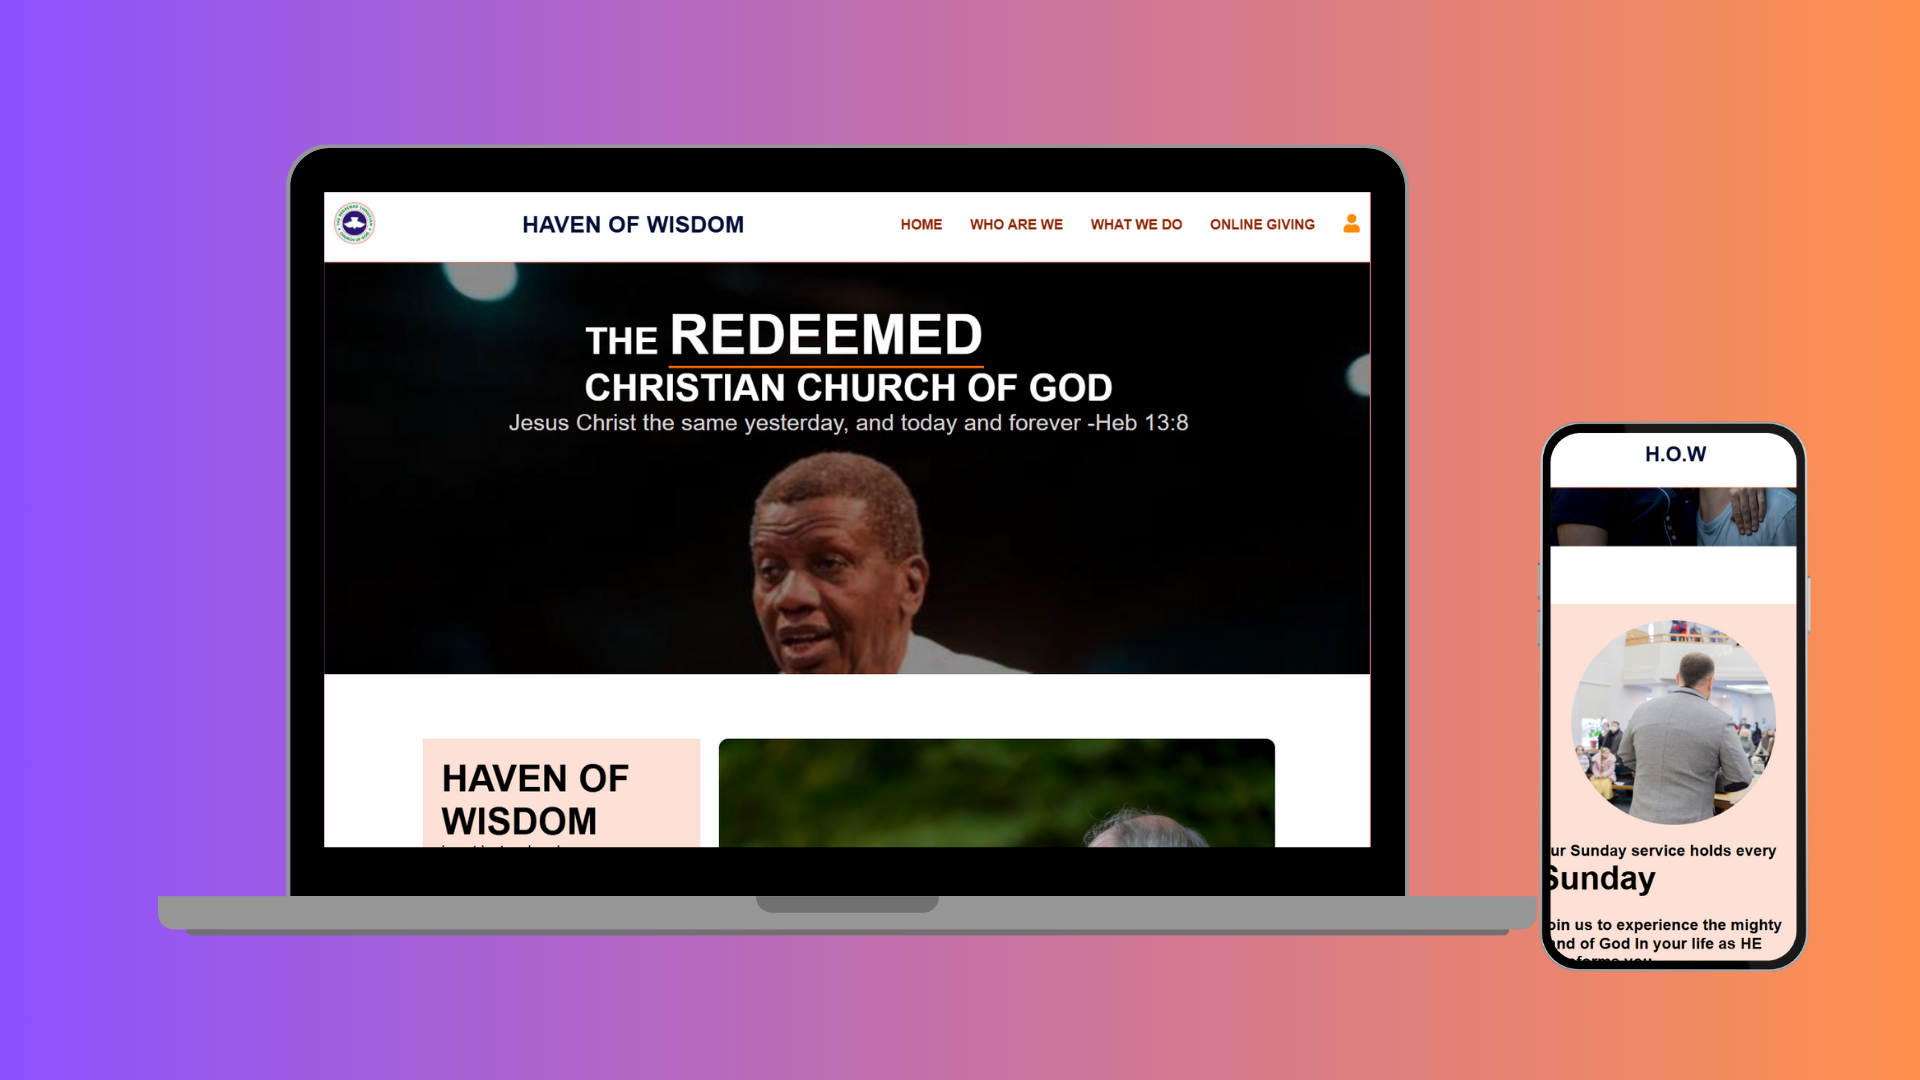 HAVEN OF WISDOM
HOME WHO ARE WE WHAT WE DO ONLINE GIVING
THE REDEEMED
CHRISTIAN CHURCH OF GOD
Jesus Christ the same yesterday, and today and forever -Heb 13:8
HAVEN OF
WISDOM
H.O.W
ur Sunday service holds every
Sunday
oin us to experience the mighty
and of God In your life as HE
you